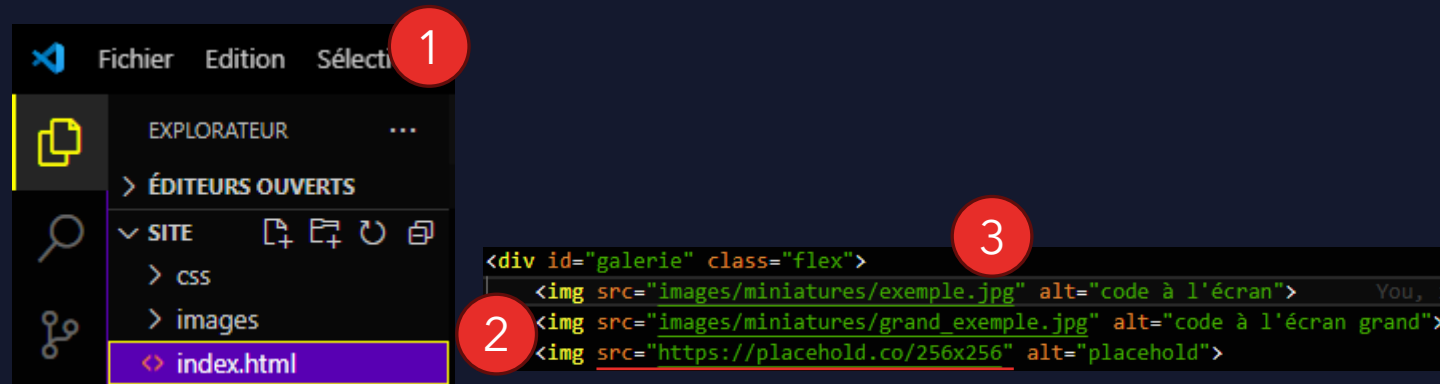 Fichier Edition Sélecti
1
EXPLORATEUR ...
> ÉDITEURS OUVERTS
SITE
> css
> images
<> index.html
3
<div id="galerie" class="flex">
<img src="images/miniatures/exemple.jpg" alt="code à l'écran"> You,
2
<img src="images/miniatures/grand_exemple.jpg" alt="code à l'écran grand">
<img src="https://placehold.co/256x256" alt="placehold">